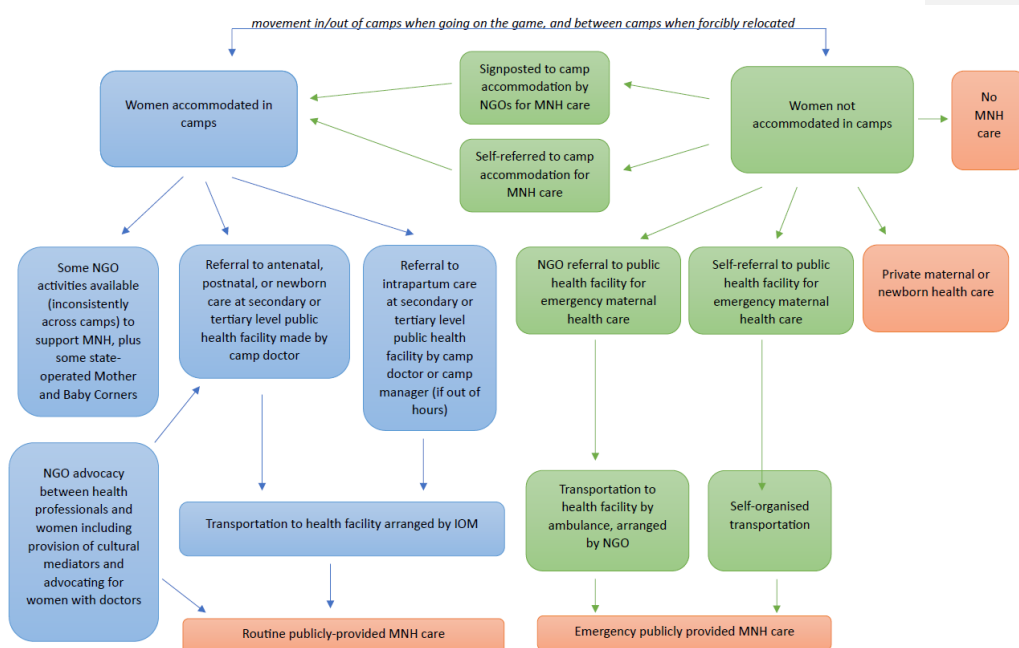 movement in/out of camps when going on the game, and between camps when forcibly relocated
Women accommodated in
camps
Signposted to camp
accommodation by
NGOs for MNH care
Self-referred to camp
accommodation for
MNH care
Women not
accommodated in camps
No
MNH
care
Some NGO
activities available
(inconsistently
across camps) to
support MNH, plus
some state-
operated Mother
and Baby Corners
Referral to antenatal,
postnatal, or newborn
care at secondary or
tertiary level public
health facility made by
camp doctor
Referral to
intrapartum care
at secondary or
tertiary level
public health
facility by camp
doctor or camp
manager (if out of
hours)
NGO referral to public
health facility for
emergency maternal
health care
Self-referral to public
health facility for
emergency maternal
health care
Private maternal or
newborn health care
NGO advocacy
between health
professionals and
women including
provision of cultural
mediators and
advocating for
women with doctors
Transportation to health facility arranged by IOM
Transportation to
health facility by
ambulance, arranged
by NGO
Self-organised
transportation
Routine publicly-provided MNH care
Emergency publicly provided MNH care